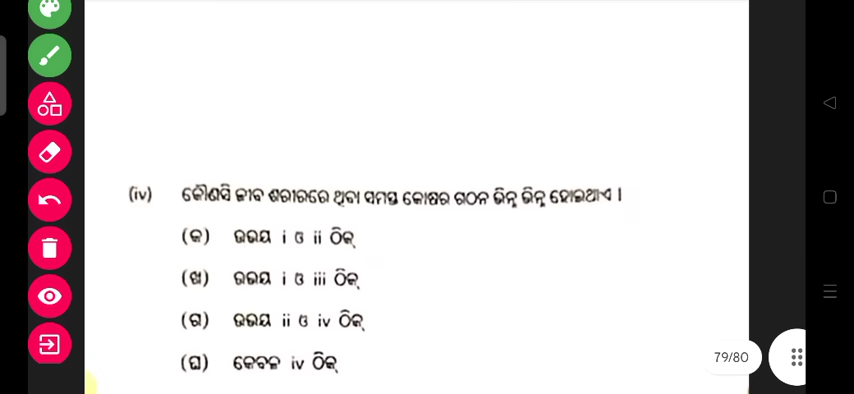 (iv) କୌଣସି ଜୀବ ଶରୀରରେ ଥିବା ସମସ୍ତ କୋଷର ଗଠନ ଭିନ୍ନ ଭିନ୍ନ ହୋଇଥାଏ ।
(କ) ଉଭୟ i ଓ ii ଠିକ୍
(ଖ) ଉଭୟ i ଓ iii ଠିକ୍
(ଗ) ଉଭୟ ii ଓ iv ଠିକ୍
(ଘ) କେବଳ iv ଠିକ୍
79/80